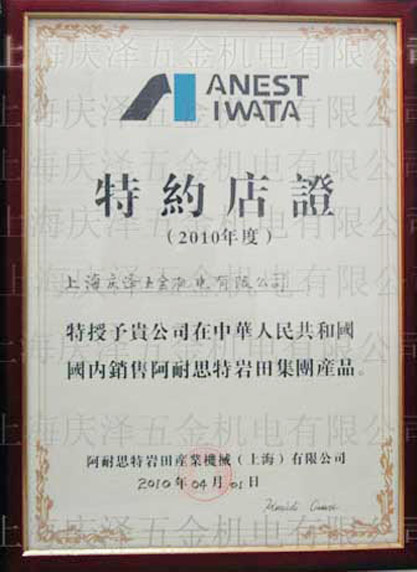 ANEST
IWATA
特約店證
(2010年度)
上海庆泽五金机电有限公司
特授予貴公司在中華人民共和國
國内銷售阿耐思特岩田集團産品。
阿耐思特岩田産業機械(上海)有限公司
2010年04月01日
上海庆泽五金机电有限公司